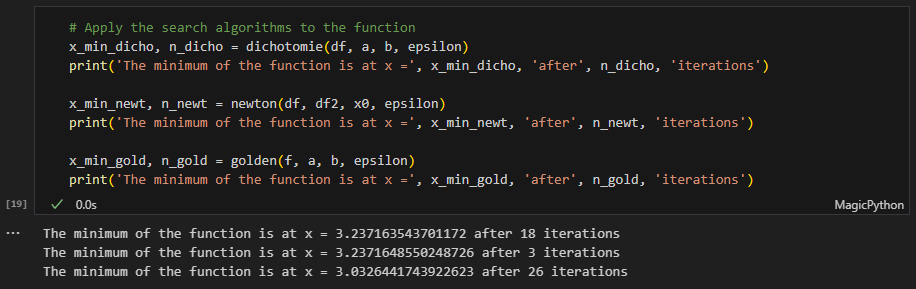 # Apply the search algorithms to the function
x_min_dicho, n_dicho = dichotomie(df, a, b, epsilon)
print('The minimum of the function is at x =', x_min_dicho, 'after', n_dicho, 'iterations')
x_min_newt, n_newt = newton(df, df2, x0, epsilon)
print('The minimum of the function is at x =', x_min_newt, 'after', n_newt, 'iterations')
x_min_gold, n_gold = golden(f, a, b, epsilon)
print('The minimum of the function is at x =', x_min_gold, 'after', n_gold, 'iterations')
[19] ✓ 0.0s MagicPython
... The minimum of the function is at x = 3.237163543701172 after 18 iterations
The minimum of the function is at x = 3.2371648550248726 after 3 iterations
The minimum of the function is at x = 3.0326441743922623 after 26 iterations